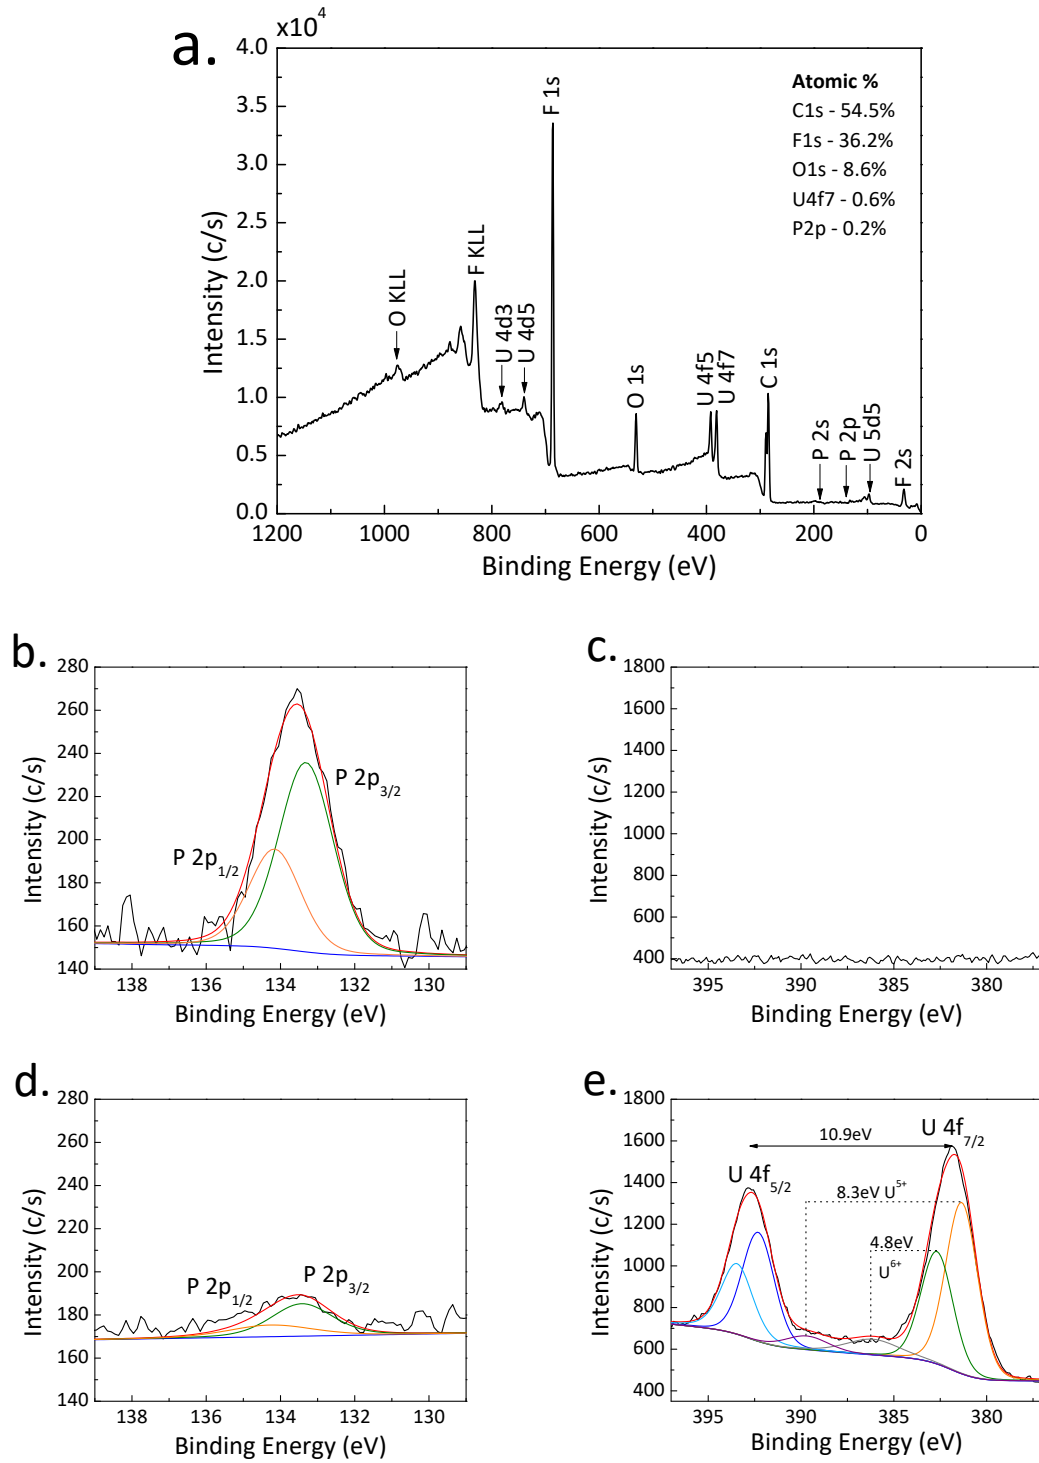 a.
x10⁴
4.0
3.5
3.0
2.5
2.0
1.5
1.0
0.5
0.0
Intensity (c/s)
1200 1000 800 600 400 200 0
Binding Energy (eV)
O KLL
F KLL
U 4d3
U 4d5
F 1s
O 1s
U 4f5
U 4f7
C 1s
P 2s
P 2p
U 5d5
F 2s
Atomic %
C1s - 54.5%
F1s - 36.2%
O1s - 8.6%
U4f7 - 0.6%
P2p - 0.2%
b.
280
260
240
220
200
180
160
140
Intensity (c/s)
P 2p3/2
P 2p1/2
138 136 134 132 130
Binding Energy (eV)
c.
1800
1600
1400
1200
1000
800
600
400
Intensity (c/s)
395 390 385 380
Binding Energy (eV)
d.
280
260
240
220
200
180
160
140
Intensity (c/s)
P 2p1/2
P 2p3/2
138 136 134 132 130
Binding Energy (eV)
e.
1800
1600
1400
1200
1000
800
600
400
Intensity (c/s)
10.9eV
U 4f7/2
U 4f5/2
8.3eV U⁵⁺
4.8eV
U⁶⁺
395 390 385 380
Binding Energy (eV)